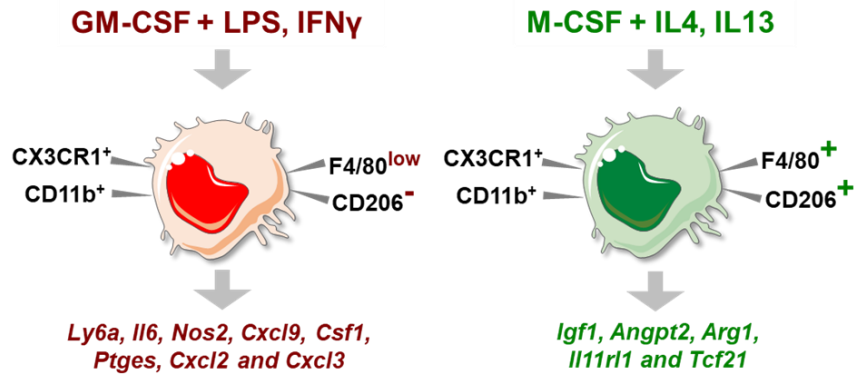 GM-CSF + LPS, IFNγ
CX3CR1⁺
CD11b⁺
F4/80low
CD206⁻
Ly6a, Il6, Nos2, Cxcl9, Csf1,
Ptges, Cxcl2 and Cxcl3
M-CSF + IL4, IL13
CX3CR1⁺
CD11b⁺
F4/80⁺
CD206⁺
Igf1, Angpt2, Arg1,
Il11rl1 and Tcf21